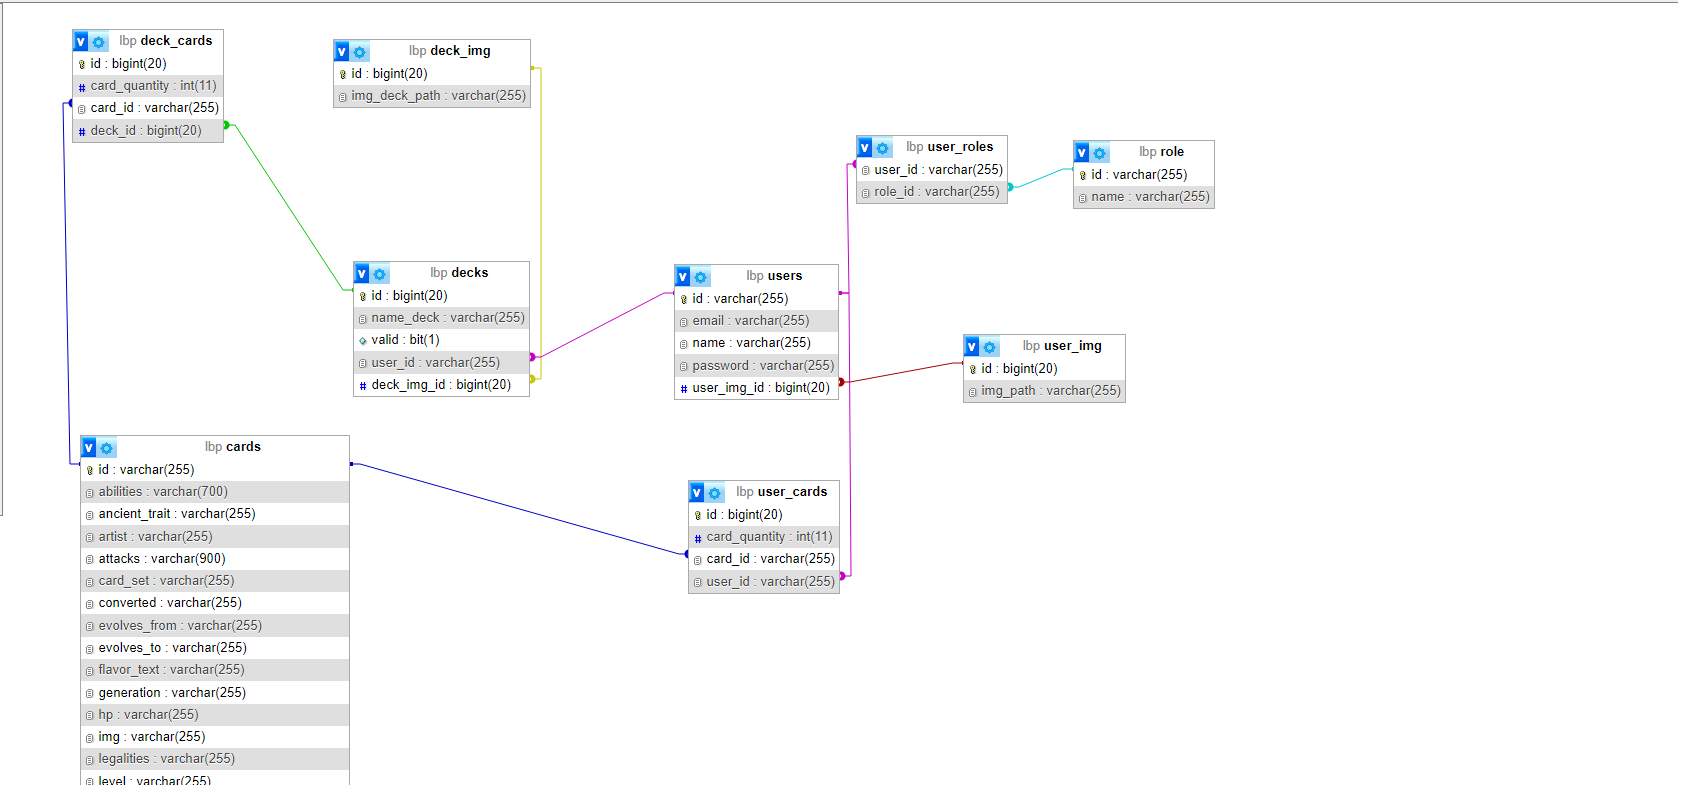 v lbp deck_cards
id : bigint(20)
# card_quantity : int(11)
card_id : varchar(255)
# deck_id : bigint(20)
v lbp deck_img
id : bigint(20)
img_deck_path : varchar(255)
v lbp user_roles
user_id : varchar(255)
role_id : varchar(255)
v lbp role
id : varchar(255)
name : varchar(255)
v lbp decks
id : bigint(20)
name_deck : varchar(255)
valid : bit(1)
user_id : varchar(255)
# deck_img_id : bigint(20)
v lbp users
id : varchar(255)
email : varchar(255)
name : varchar(255)
password : varchar(255)
# user_img_id : bigint(20)
v lbp user_img
id : bigint(20)
img_path : varchar(255)
v lbp cards
id : varchar(255)
abilities : varchar(700)
ancient_trait : varchar(255)
artist : varchar(255)
attacks : varchar(900)
card_set : varchar(255)
converted : varchar(255)
evolves_from : varchar(255)
evolves_to : varchar(255)
flavor_text : varchar(255)
generation : varchar(255)
hp : varchar(255)
img : varchar(255)
legalities : varchar(255)
level : varchar(255)
v lbp user_cards
id : bigint(20)
# card_quantity : int(11)
card_id : varchar(255)
user_id : varchar(255)